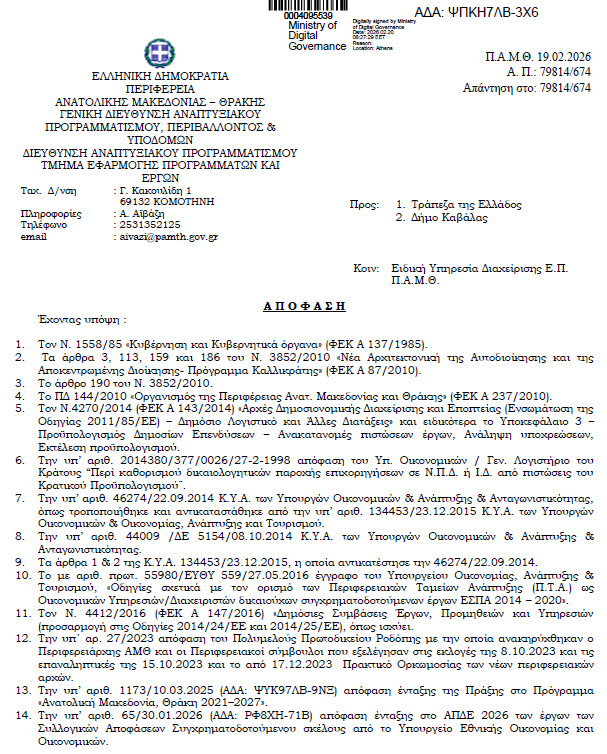 ΑΔΑ: ΨΠΚΗ7ΛΒ-3Χ6
0004095539
Ministry of
Digital
Governance
Digitally signed by Ministry
of Digital Governance
Date: 2026.02.20
Reason:
Location: Athens
Π.Α.Μ.Θ. 19.02.2026
Α. Π.: 79814/674
Απάντηση στο: 79814/674
ΕΛΛΗΝΙΚΗ ΔΗΜΟΚΡΑΤΙΑ
ΠΕΡΙΦΕΡΕΙΑ
ΑΝΑΤΟΛΙΚΗΣ ΜΑΚΕΔΟΝΙΑΣ – ΘΡΑΚΗΣ
ΓΕΝΙΚΗ ΔΙΕΥΘΥΝΣΗ ΑΝΑΠΤΥΞΙΑΚΟΥ
ΠΡΟΓΡΑΜΜΑΤΙΣΜΟΥ, ΠΕΡΙΒΑΛΛΟΝΤΟΣ &
ΥΠΟΔΟΜΩΝ
ΔΙΕΥΘΥΝΣΗ ΑΝΑΠΤΥΞΙΑΚΟΥ ΠΡΟΓΡΑΜΜΑΤΙΣΜΟΥ
ΤΜΗΜΑ ΕΦΑΡΜΟΓΗΣ ΠΡΟΓΡΑΜΜΑΤΩΝ ΚΑΙ
ΕΡΓΩΝ
Ταχ. Δ/νση : Γ. Κακουλίδη 1
69132 ΚΟΜΟΤΗΝΗ
Πληροφορίες : Α. Αϊβάζη
Τηλέφωνο : 2531352125
email : aivazi@pamth.gov.gr
Προς: 1. Τράπεζα της Ελλάδος
2. Δήμο Καβάλας
Κοιν: Ειδική Υπηρεσία Διαχείρισης Ε.Π.
Π.Α.Μ.Θ.
Α Π Ο Φ Α Σ Η
Έχοντας υπόψη :
1. Τον Ν. 1558/85 «Κυβέρνηση και Κυβερνητικά όργανα» (ΦΕΚ Α 137/1985).
2. Τα άρθρα 3, 113, 159 και 186 του Ν. 3852/2010 «Νέα Αρχιτεκτονική της Αυτοδιοίκησης και της
Αποκεντρωμένης Διοίκησης- Πρόγραμμα Καλλικράτης» (ΦΕΚ Α 87/2010).
3. Το άρθρο 190 του Ν. 3852/2010.
4. Το ΠΔ 144/2010 «Οργανισμός της Περιφέρειας Ανατ. Μακεδονίας και Θράκης» (ΦΕΚ Α 237/2010).
5. Τον Ν.4270/2014 (ΦΕΚ Α 143/2014) «Αρχές Δημοσιονομικής Διαχείρισης και Εποπτείας (Ενσωμάτωση της
Οδηγίας 2011/85/ΕΕ) – Δημόσιο Λογιστικό και Άλλες Διατάξεις» και ειδικότερα το Υποκεφάλαιο 3 –
Προϋπολογισμός Δημοσίων Επενδύσεων – Ανακατανομές πιστώσεων έργων, Ανάληψη υποχρεώσεων,
Εκτέλεση προϋπολογισμού.
6. Την υπ’ αριθ. 2014380/377/0026/27-2-1998 απόφαση του Υπ. Οικονομικών / Γεν. Λογιστήριο του
Κράτους “Περί καθορισμού δικαιολογητικών παροχής επιχορηγήσεων σε Ν.Π.Δ. ή Ι.Δ. από πιστώσεις του
Κρατικού Προϋπολογισμού¨.
7. Την υπ’ αριθ. 46274/22.09.2014 Κ.Υ.Α. των Υπουργών Οικονομικών & Ανάπτυξης & Ανταγωνιστικότητας,
όπως τροποποιήθηκε και αντικαταστάθηκε από την υπ’ αριθ. 134453/23.12.2015 Κ.Υ.Α. των Υπουργών
Οικονομικών & Οικονομίας, Ανάπτυξης και Τουρισμού.
8. Την υπ’ αριθ. 44009 /ΔΕ 5154/08.10.2014 Κ.Υ.Α. των Υπουργών Οικονομικών & Ανάπτυξης &
Ανταγωνιστικότητας.
9. Τα άρθρα 1 & 2 της Κ.Υ.Α. 134453/23.12.2015, η οποία αντικατέστησε την 46274/22.09.2014.
10. Το με αριθ. πρωτ. 55980/ΕΥΘΥ 559/27.05.2016 έγγραφο του Υπουργείου Οικονομίας, Ανάπτυξης &
Τουρισμού, «Οδηγίες σχετικά με τον ορισμό των Περιφερειακών Ταμείων Ανάπτυξης (Π.Τ.Α.) ως
Οικονομικών Υπηρεσιών/Διαχειριστών δικαιούχων συγχρηματοδοτούμενων έργων ΕΣΠΑ 2014 – 2020».
11. Τον Ν. 4412/2016 (ΦΕΚ Α 147/2016) «Δημόσιες Συμβάσεις Έργων, Προμηθειών και Υπηρεσιών
(προσαρμογή στις Οδηγίες 2014/24/ΕΕ και 2014/25/ΕΕ), όπως ισχύει.
12. Την υπ΄ αρ. 27/2023 απόφαση του Πολυμελούς Πρωτοδικείου Ροδόπης με την οποία ανακηρύχθηκαν ο
Περιφερειάρχης ΑΜΘ και οι Περιφερειακοί σύμβουλοι που εξελέγησαν στις εκλογές της 8.10.2023 και τις
επαναληπτικές της 15.10.2023 και το από 17.12.2023 Πρακτικό Ορκωμοσίας των νέων περιφερειακών
αρχών.
13. Την υπ’ αριθ. 1173/10.03.2025 (ΑΔΑ: ΨΥΚ97ΛΒ-9ΝΞ) απόφαση ένταξης της Πράξης στο Πρόγραμμα
«Ανατολική Μακεδονία, Θράκη 2021–2027».
14. Την υπ’ αριθ. 65/30.01.2026 (ΑΔΑ: ΡΦ8ΧΗ-71Β) απόφαση ένταξης στο ΑΠΔΕ 2026 των έργων των
Συλλογικών Αποφάσεων Συγχρηματοδοτούμενου σκέλους από το Υπουργείο Εθνικής Οικονομίας και
Οικονομικών.